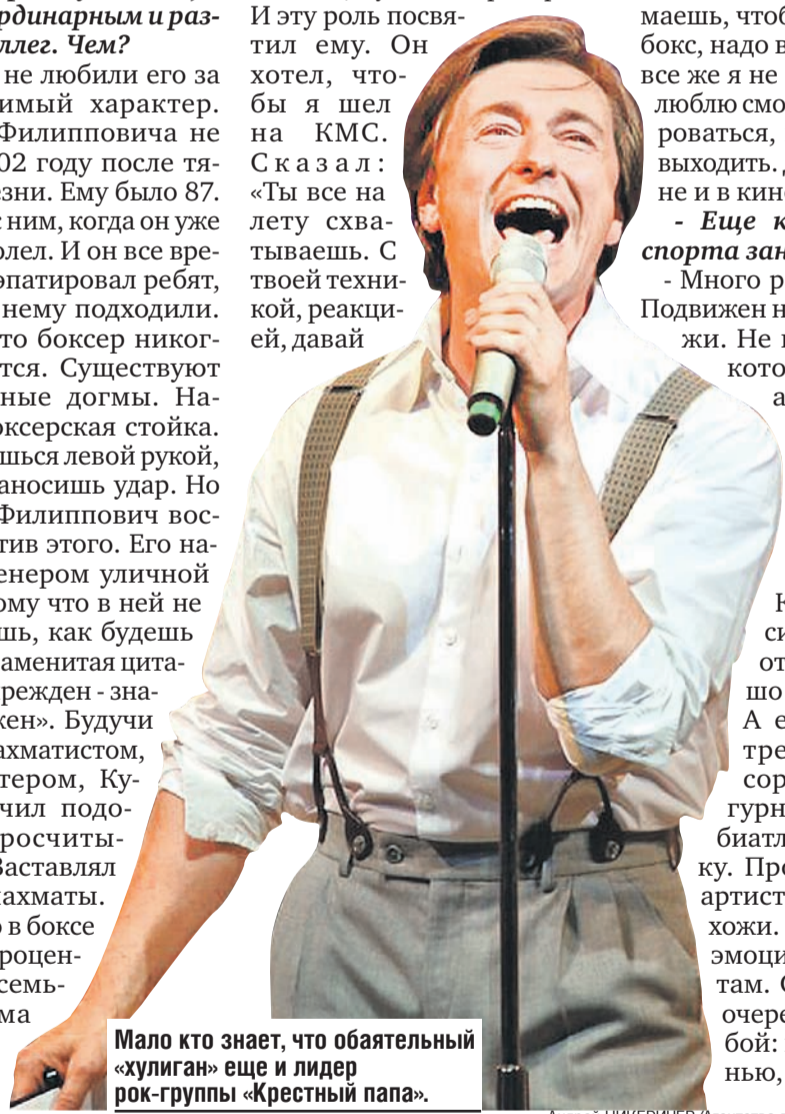 рдинарным и раз-
ллег. Чем?
не любили его за
имый характер.
Филипповича не
02 году после тя-
езни. Ему было 87.
с ним, когда он уже
олел. И он все вре-
эпатировал ребят,
нему подходили.
то боксер никог-
тся. Существуют
ные догмы. На-
оксерская стойка.
шься левой рукой,
аносишь удар. Но
Филиппович вос-
тив этого. Его на-
енером уличной
ому что в ней не
шь, как будешь
аменитая цита-
режден - зна-
жен». Будучи
ахматистом,
тером, Ку-
чил подо-
росчиты-
Заставлял
ахматы.
о в боксе
роцен-
семь-
ма
И эту роль посвя-
тил ему. Он
хотел, что-
бы я шел
на КМС.
Сказал:
«Ты все на
лету схва-
тываешь. С
твоей техни-
кой, реакци-
ей, давай
маешь, чтоб
бокс, надо в
все же я не
люблю смо
роваться,
выходить.
не и в кин
- Еще к
спорта зан
- Много р
Подвижен н
жи. Не
кото
а
К
си
от
шо
А е
тре
сор
гурн
биатл
ку. Про
артист
хожи.
эмоци
там. С
очере
бой:
нью,
Мало кто знает, что обаятельный
«хулиган» еще и лидер
рок-группы «Крестный папа».